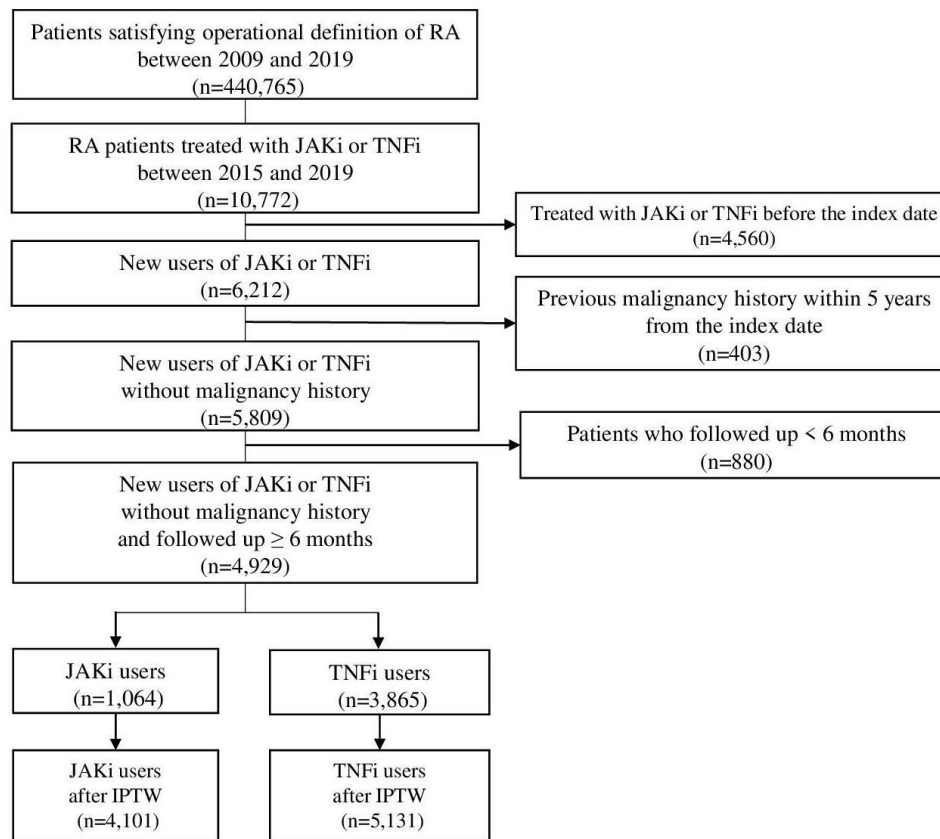 Patients satisfying operational definition of RA
between 2009 and 2019
(n=440,765)
RA patients treated with JAKi or TNFi
between 2015 and 2019
(n=10,772)
Treated with JAKi or TNFi before the index date
(n=4,560)
New users of JAKi or TNFi
(n=6,212)
Previous malignancy history within 5 years
from the index date
(n=403)
New users of JAKi or TNFi
without malignancy history
(n=5,809)
Patients who followed up < 6 months
(n=880)
New users of JAKi or TNFi
without malignancy history
and followed up ≥ 6 months
(n=4,929)
JAKi users
(n=1,064)
TNFi users
(n=3,865)
JAKi users
after IPTW
(n=4,101)
TNFi users
after IPTW
(n=5,131)